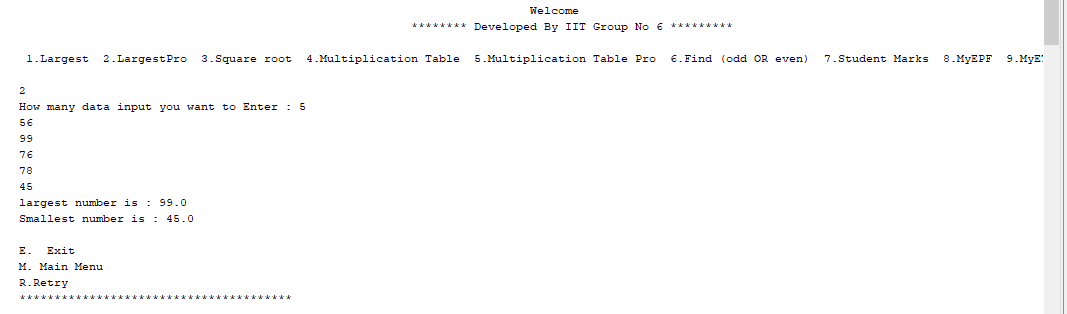 Welcome
******** Developed By IIT Group No 6 *********
1.Largest 2.LargestPro 3.Square root 4.Multiplication Table 5.Multiplication Table Pro 6.Find (odd OR even) 7.Student Marks 8.MyEPF 9.MyE
2
How many data input you want to Enter : 5
56
99
76
78
45
largest number is : 99.0
Smallest number is : 45.0
E. Exit
M. Main Menu
R.Retry
***************************************